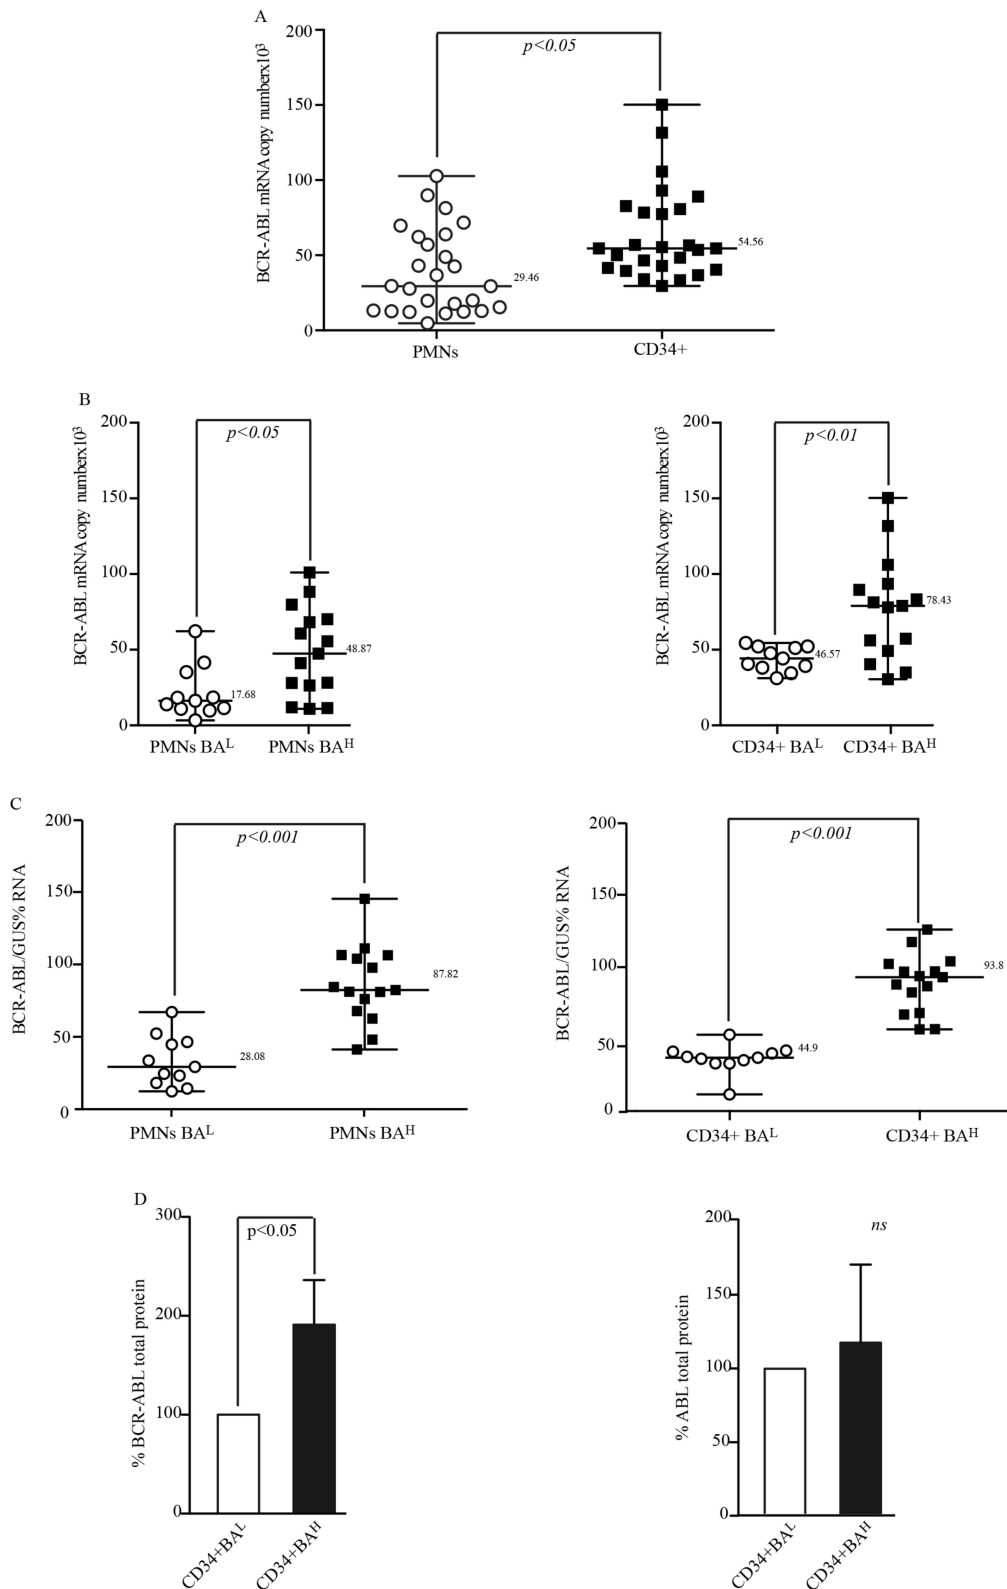 A
BCR-ABL mRNA copy numberx10³
200
150
100
50
0
p<0.05
29.46
54.56
PMNs
CD34+
B
BCR-ABL mRNA copy numberx10³
200
150
100
50
0
p<0.05
17.68
48.87
PMNs BAᴸ
PMNs BAᴴ
BCR-ABL mRNA copy numberx10³
200
150
100
50
0
p<0.01
46.57
78.43
CD34+ BAᴸ
CD34+ BAᴴ
C
BCR-ABL/GUS% RNA
200
150
100
50
0
p<0.001
28.08
87.82
PMNs BAᴸ
PMNs BAᴴ
BCR-ABL/GUS% RNA
200
150
100
50
0
p<0.001
44.9
93.8
CD34+ BAᴸ
CD34+ BAᴴ
D
% BCR-ABL total protein
300
200
100
0
p<0.05
CD34+BAᴸ
CD34+BAᴴ
% ABL total protein
200
150
100
50
0
ns
CD34+BAᴸ
CD34+BAᴴ